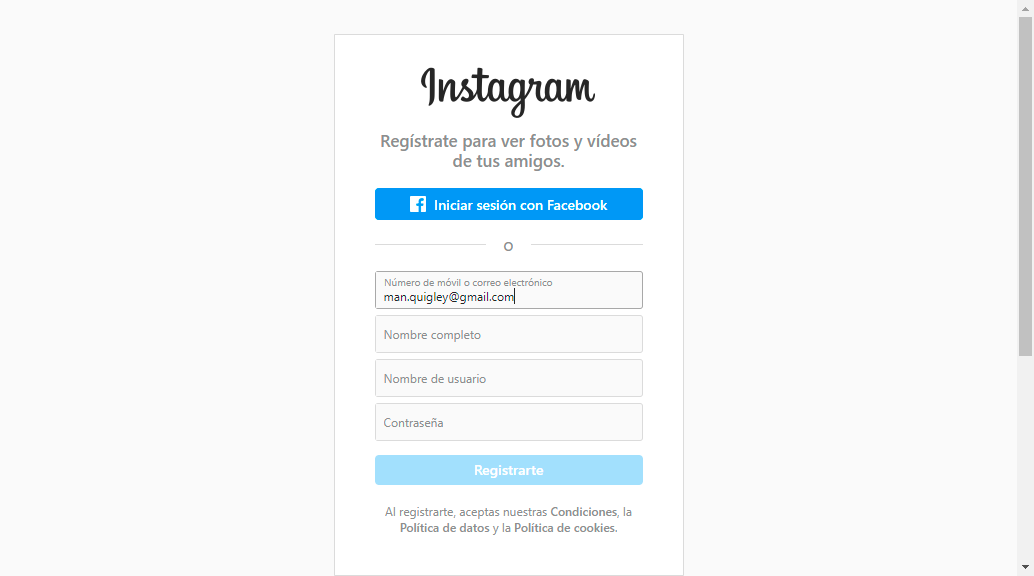 Instagram
Regístrate para ver fotos y vídeos
de tus amigos.
Iniciar sesión con Facebook
O
Número de móvil o correo electrónico
man.quigley@gmail.com
Nombre completo
Nombre de usuario
Contraseña
Registrarte
Al registrarte, aceptas nuestras Condiciones, la
Política de datos y la Política de cookies.